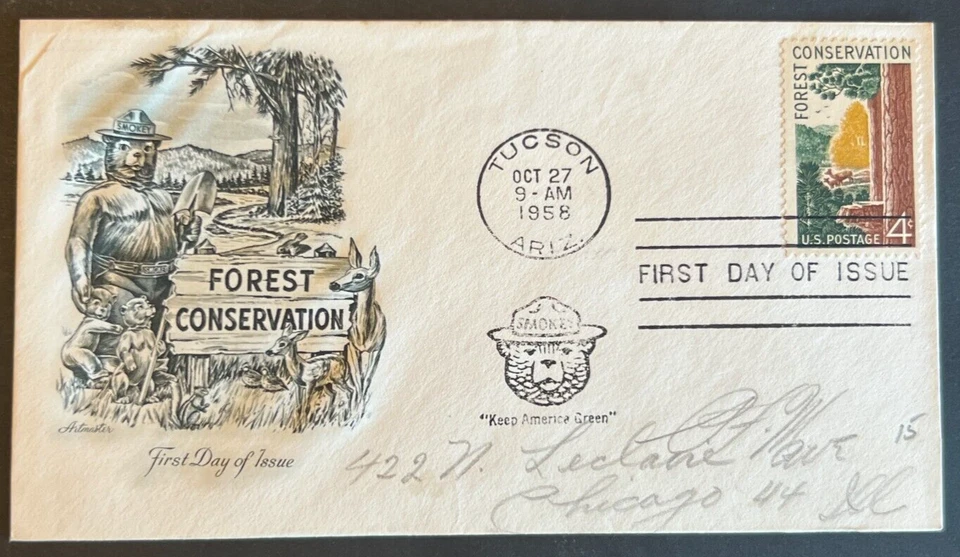 SMOKEY
SMOKEY
FOREST
CONSERVATION
Artmaster
First Day of Issue
TUCSON
OCT 27
9-AM
1958
ARIZ.
SMOKEY
"Keep America Green"
FOREST CONSERVATION
U.S. POSTAGE 4¢
FIRST DAY OF ISSUE
15
422 N. Leclaire Ave
Chicago 44 Ill